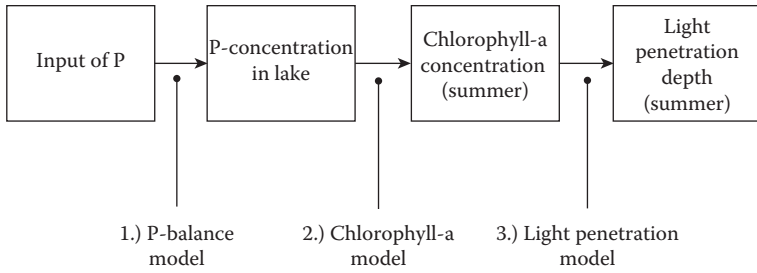 Input of P
P-concentration
in lake
Chlorophyll-a
concentration
(summer)
Light
penetration
depth
(summer)
1.) P-balance
model
2.) Chlorophyll-a
model
3.) Light penetration
model